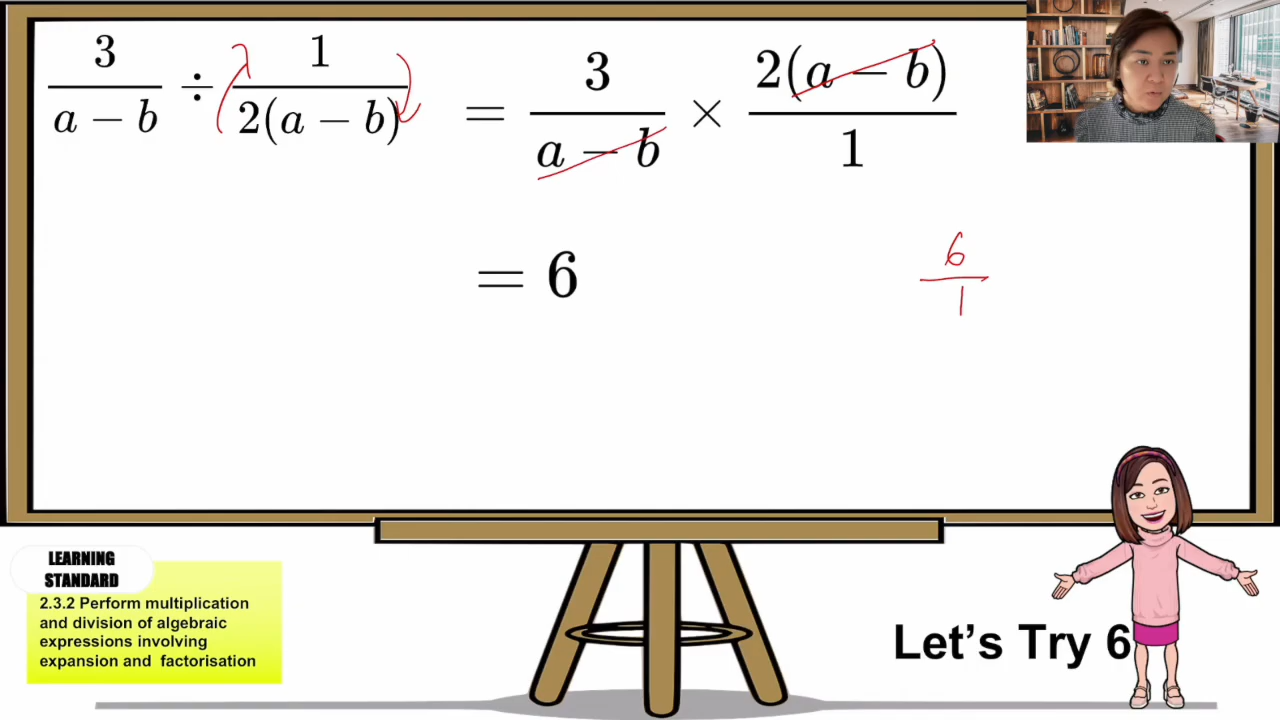 3/(a − b) ÷ 1/(2(a − b)) = 3/(a − b) × 2(a − b)/1
= 6
6/1
LEARNING
STANDARD
2.3.2 Perform multiplication
and division of algebraic
expressions involving
expansion and factorisation
Let’s Try 6